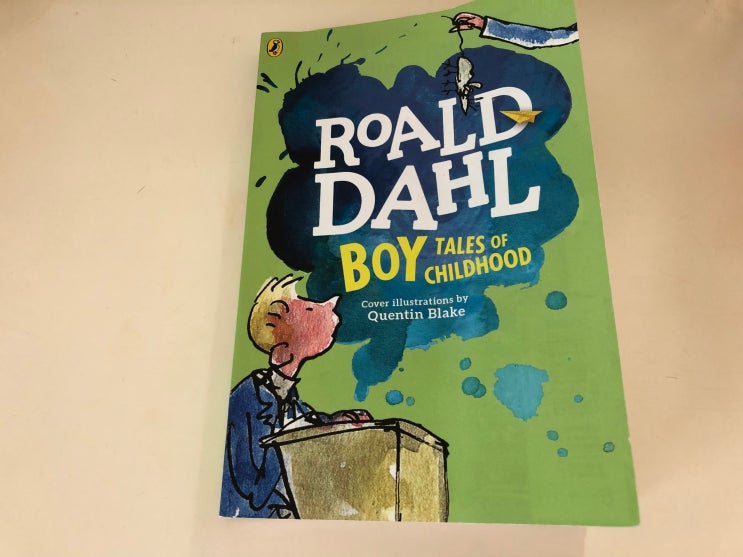 ROALD
DAHL
BOY TALES OF
CHILDHOOD
Cover illustrations by
Quentin Blake